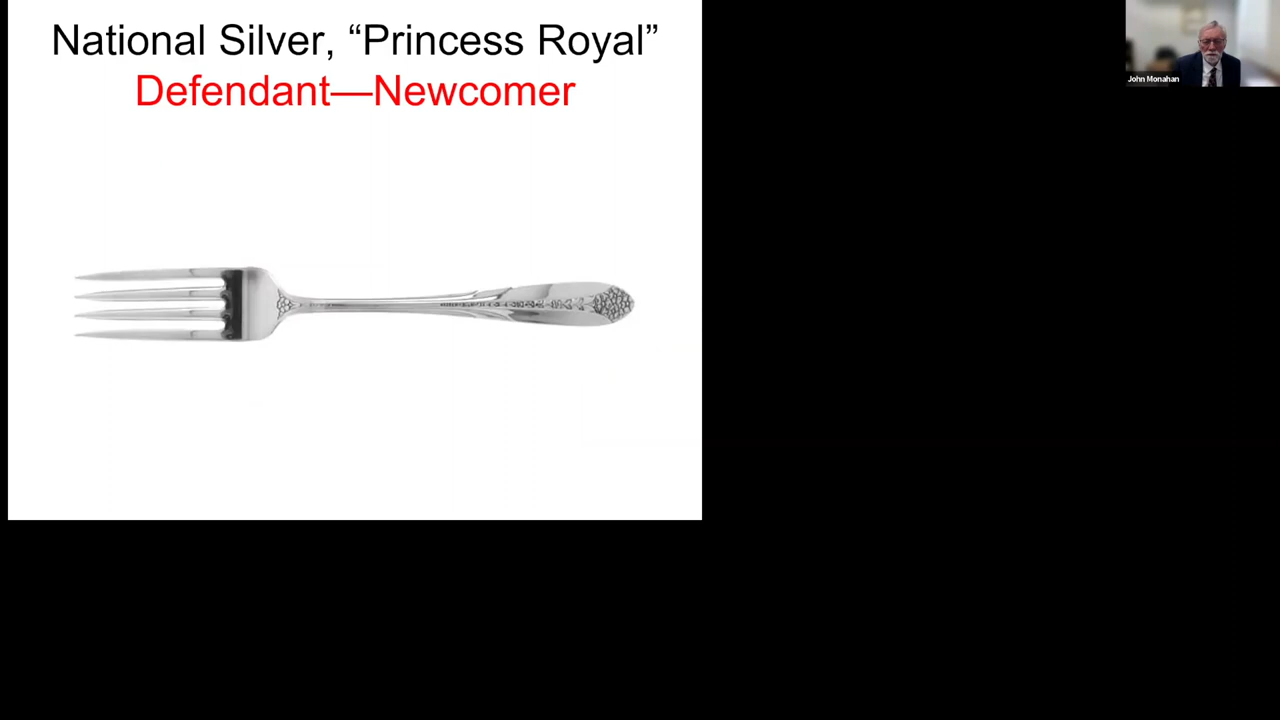 National Silver, “Princess Royal”
Defendant—Newcomer
John Monahan